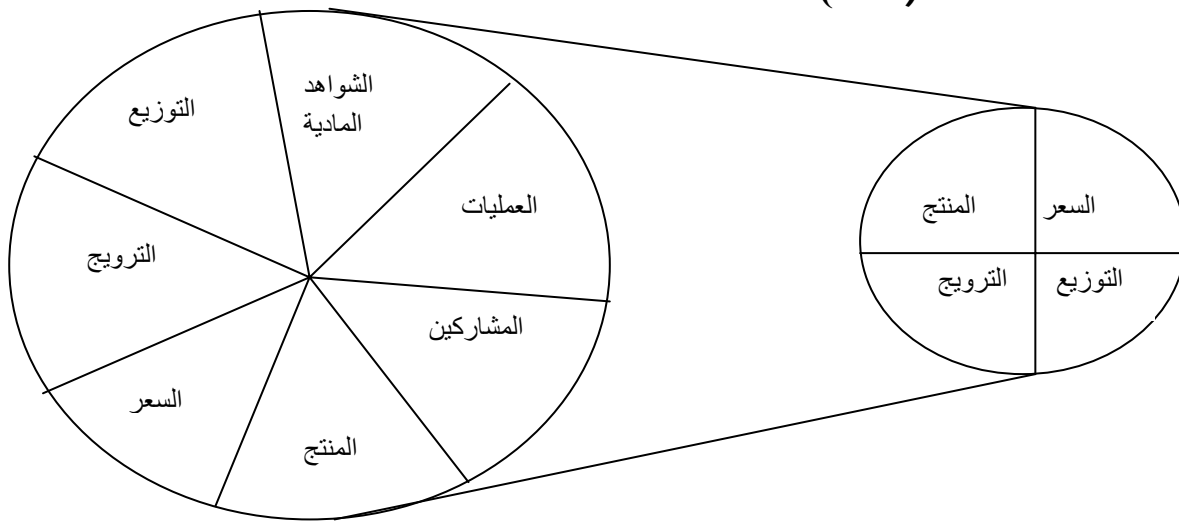 الشواهد
المادية
التوزيع
العمليات
الترويج
المشاركين
السعر
المنتج
السعر
المنتج
التوزيع
الترويج